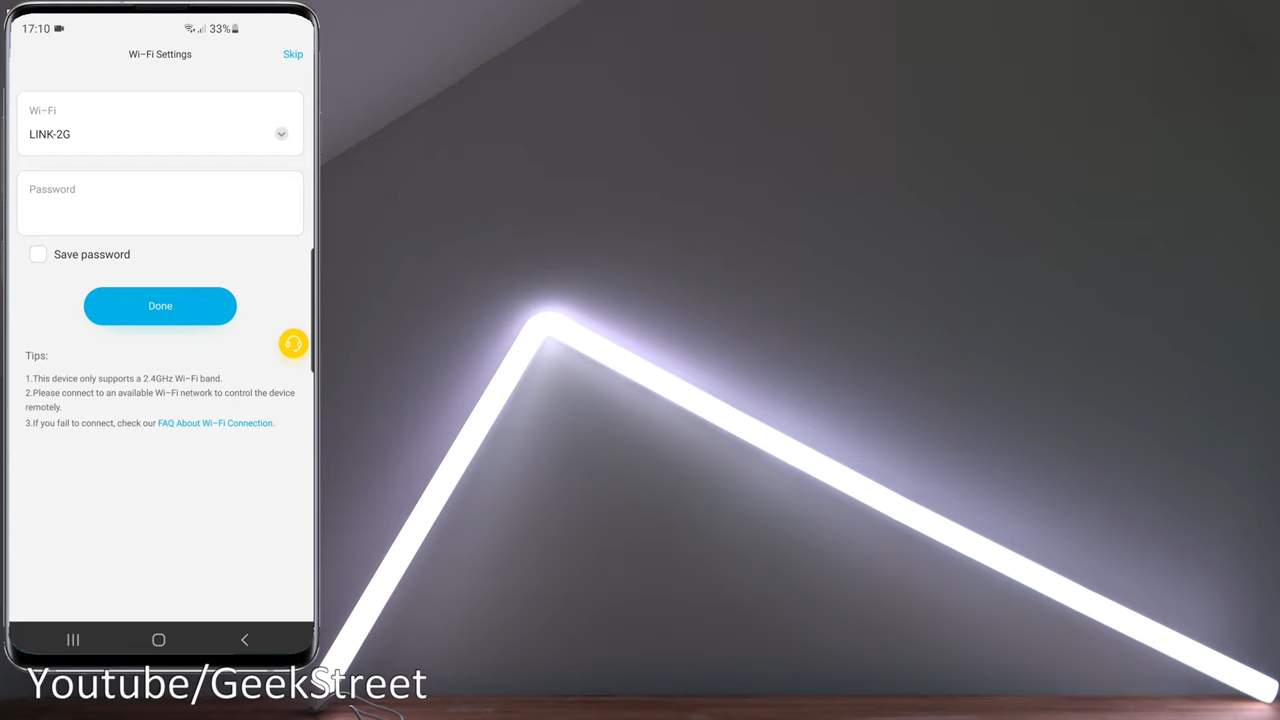 17:10 33%
Wi-Fi Settings Skip
Wi-Fi
LINK-2G
Password
Save password
Done
Tips:
1.This device only supports a 2.4GHz Wi-Fi band.
2.Please connect to an available Wi-Fi network to control the device
remotely.
3.If you fail to connect, check our FAQ About Wi-Fi Connection.
Youtube/GeekStreet